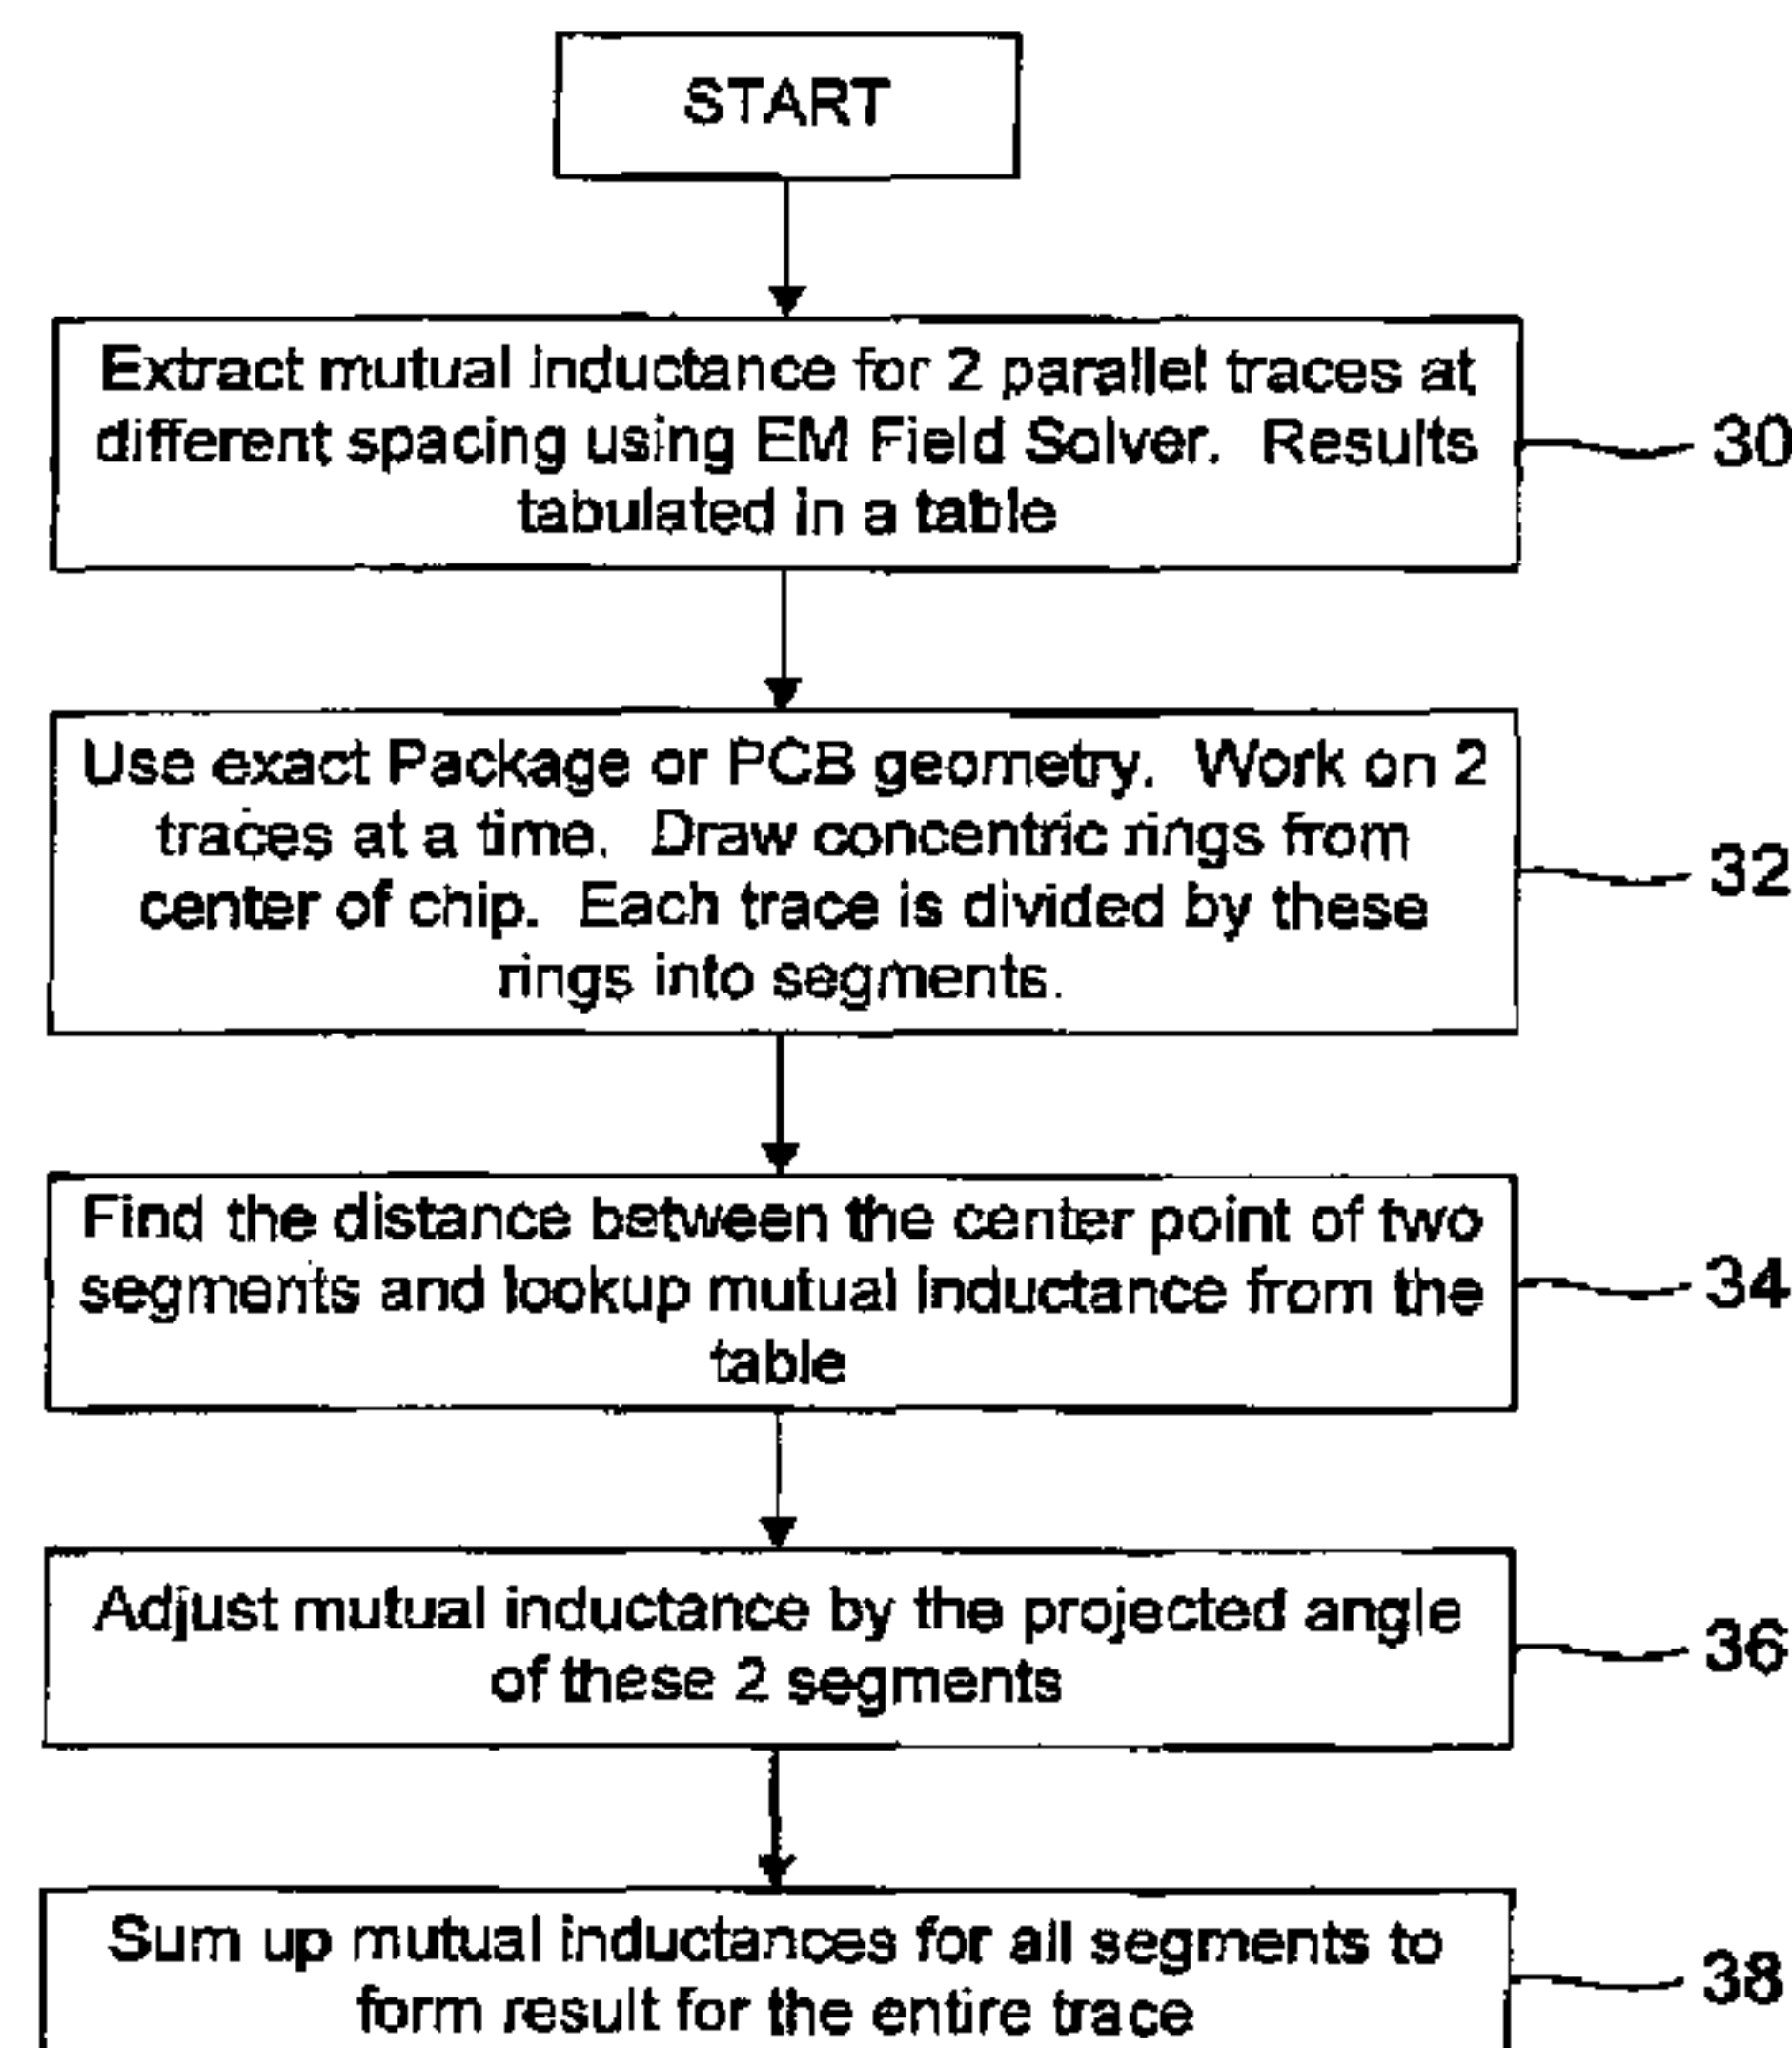 START
Extract mutual inductance for 2 parallel traces at
different spacing using EM Field Solver. Results
tabulated in a table
30
Use exact Package or PCB geometry. Work on 2
traces at a time. Draw concentric rings from
center of chip. Each trace is divided by these
rings into segments.
32
Find the distance between the center point of two
segments and lookup mutual inductance from the
table
34
Adjust mutual inductance by the projected angle
of these 2 segments
36
Sum up mutual inductances for all segments to
form result for the entire trace
38